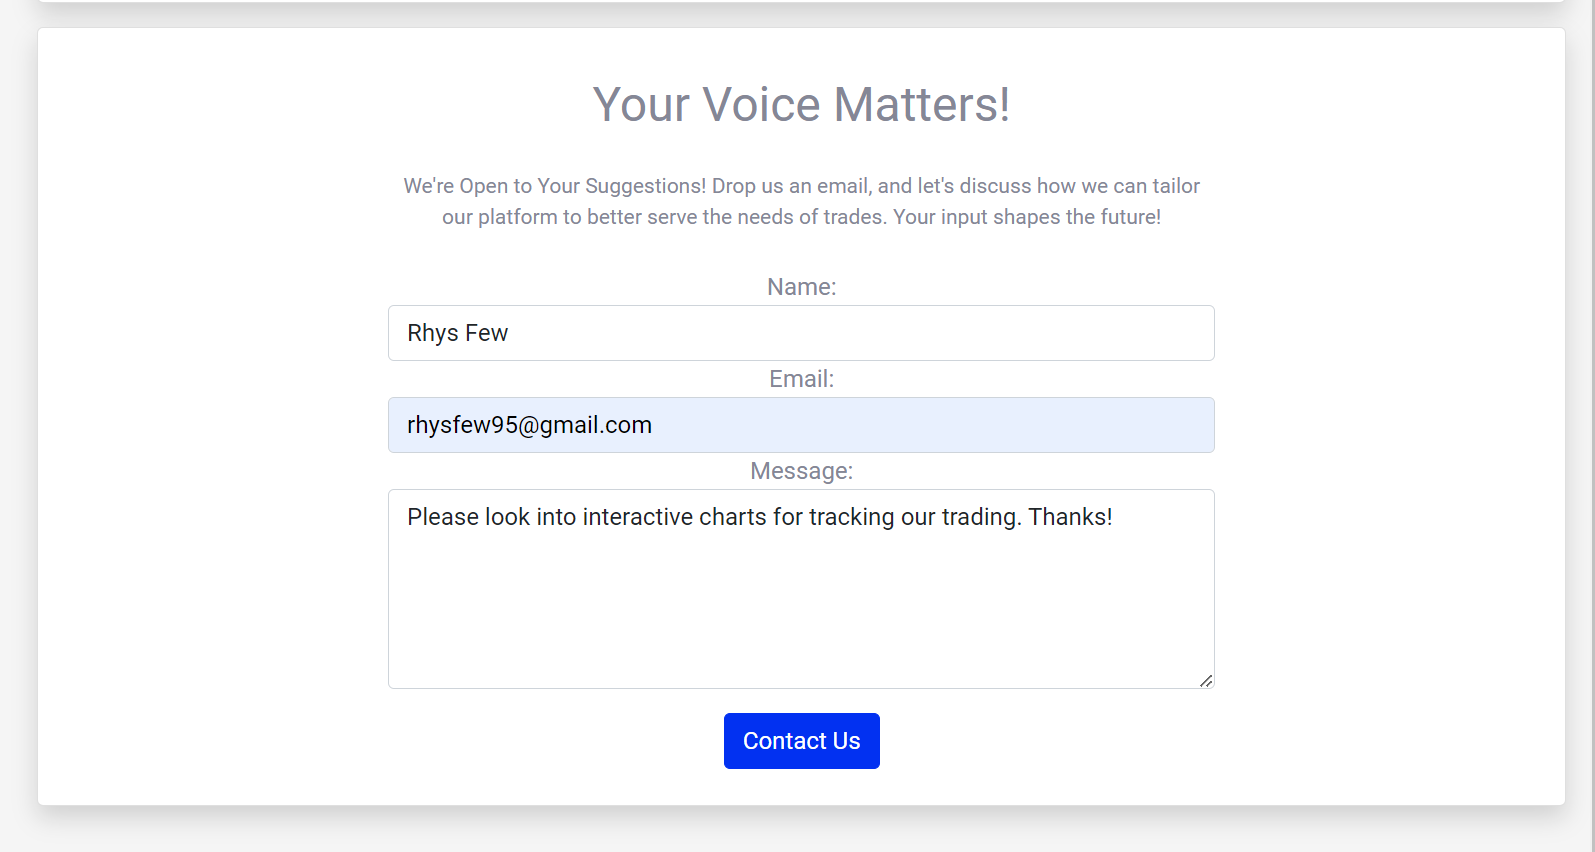 Your Voice Matters!
We're Open to Your Suggestions! Drop us an email, and let's discuss how we can tailor
our platform to better serve the needs of trades. Your input shapes the future!
Name:
Rhys Few
Email:
rhysfew95@gmail.com
Message:
Please look into interactive charts for tracking our trading. Thanks!
Contact Us